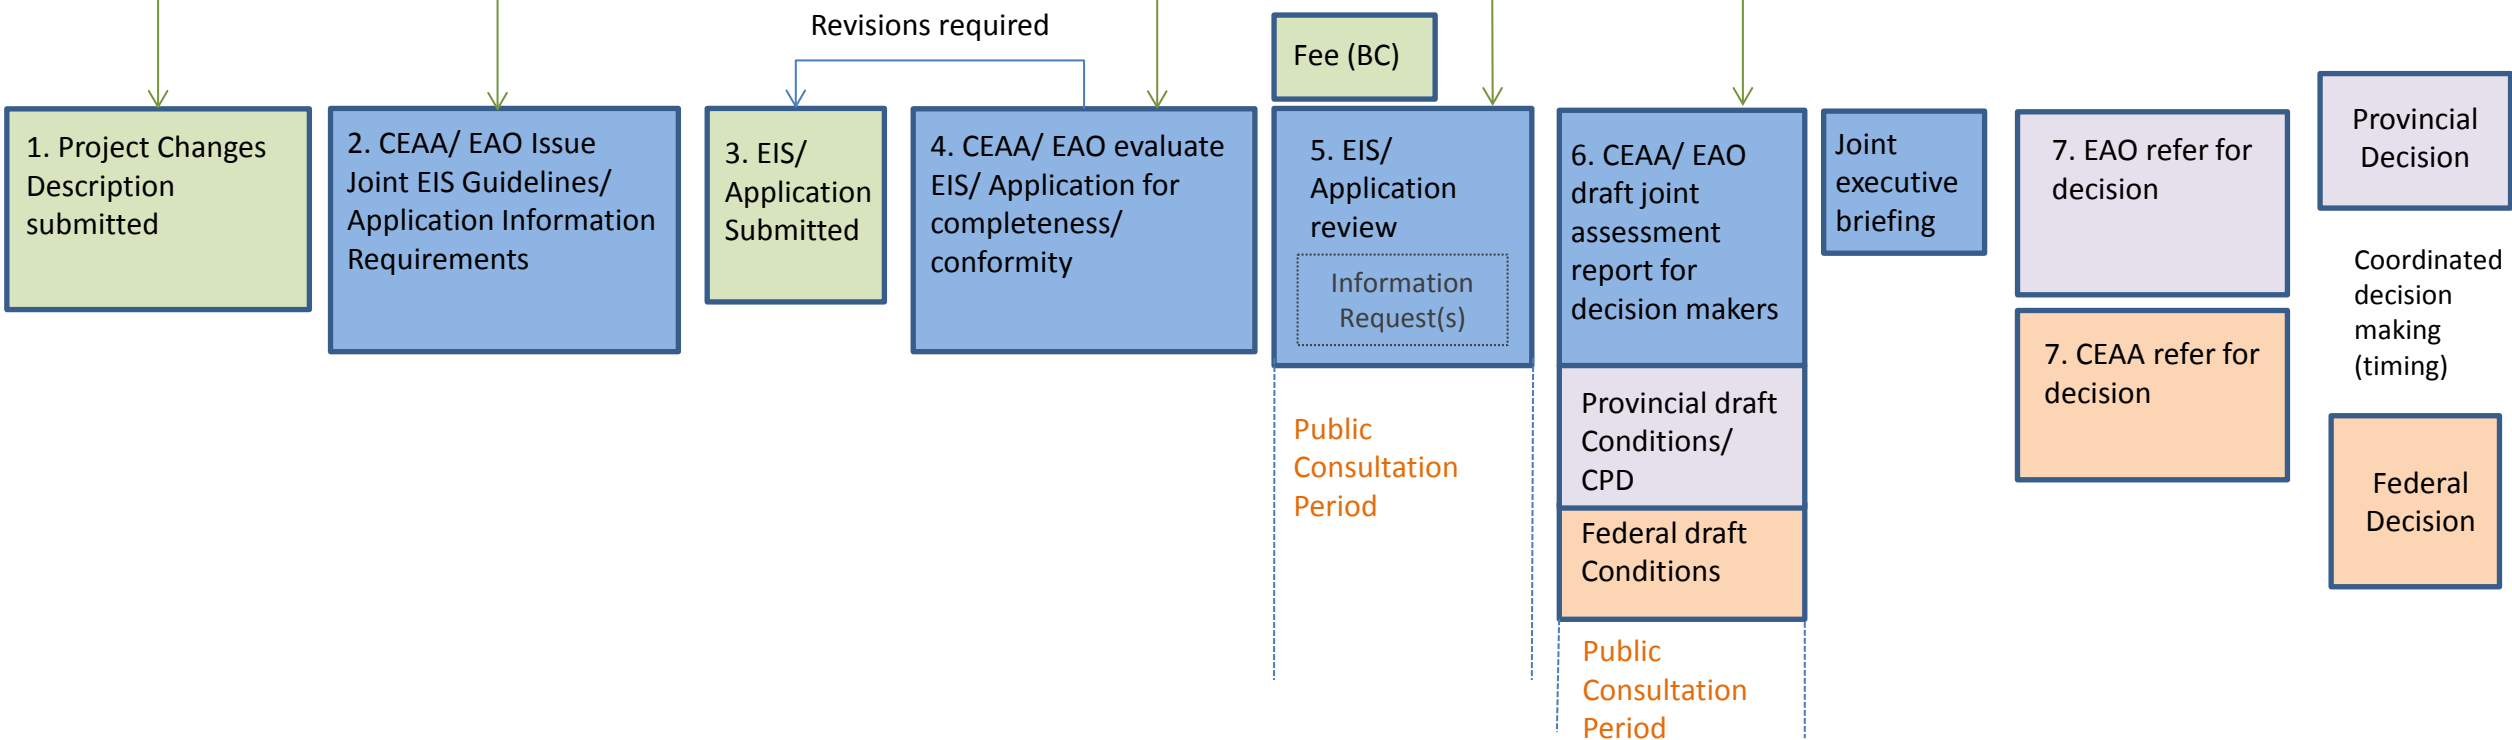 Revisions required
Fee (BC)
1. Project Changes
Description
submitted
2. CEAA/ EAO Issue
Joint EIS Guidelines/
Application Information
Requirements
3. EIS/
Application
Submitted
4. CEAA/ EAO evaluate
EIS/ Application for
completeness/
conformity
5. EIS/
Application
review
Information
Request(s)
Public
Consultation
Period
6. CEAA/ EAO
draft joint
assessment
report for
decision makers
Provincial draft
Conditions/
CPD
Federal draft
Conditions
Public
Consultation
Period
Joint
executive
briefing
7. EAO refer for
decision
7. CEAA refer for
decision
Provincial
Decision
Coordinated
decision
making
(timing)
Federal
Decision